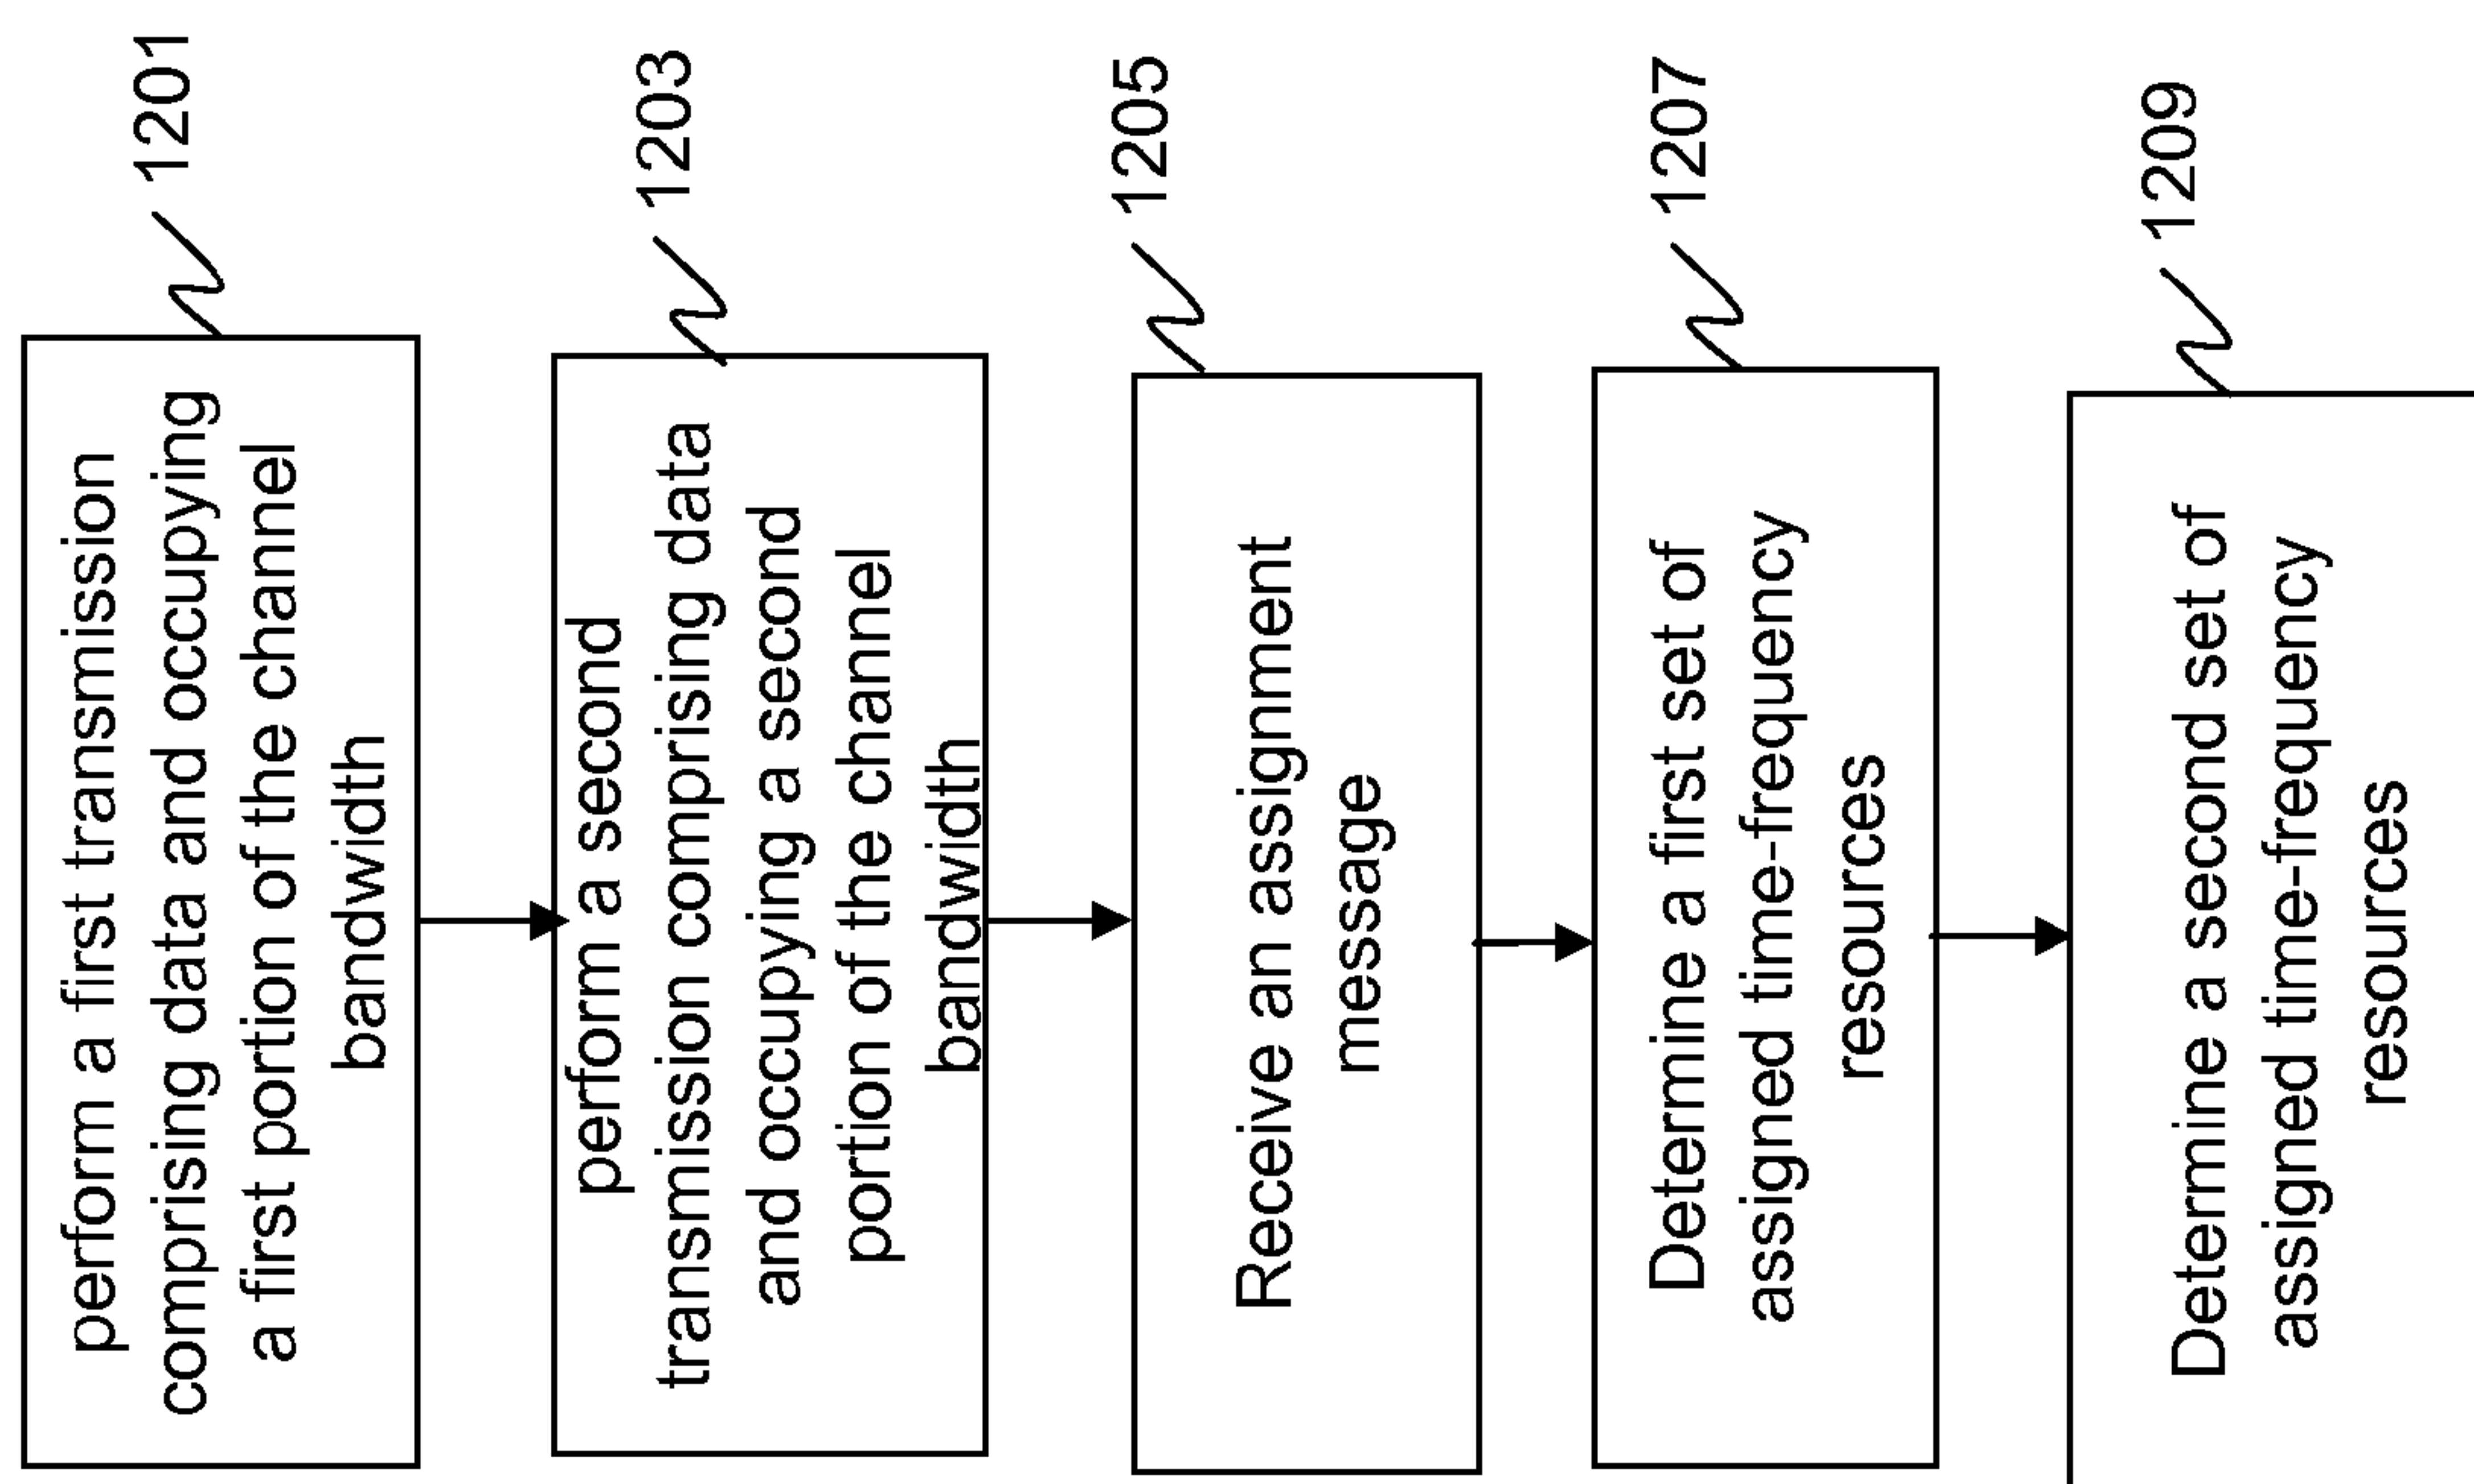 1201
perform a first transmission
comprising data and occupying
a first portion of the channel
bandwidth
1203
perform a second
transmission comprising data
and occupying a second
portion of the channel
bandwidth
1205
Receive an assignment
message
1207
Determine a first set of
assigned time-frequency
resources
1209
Determine a second set of
assigned time-frequency
resources